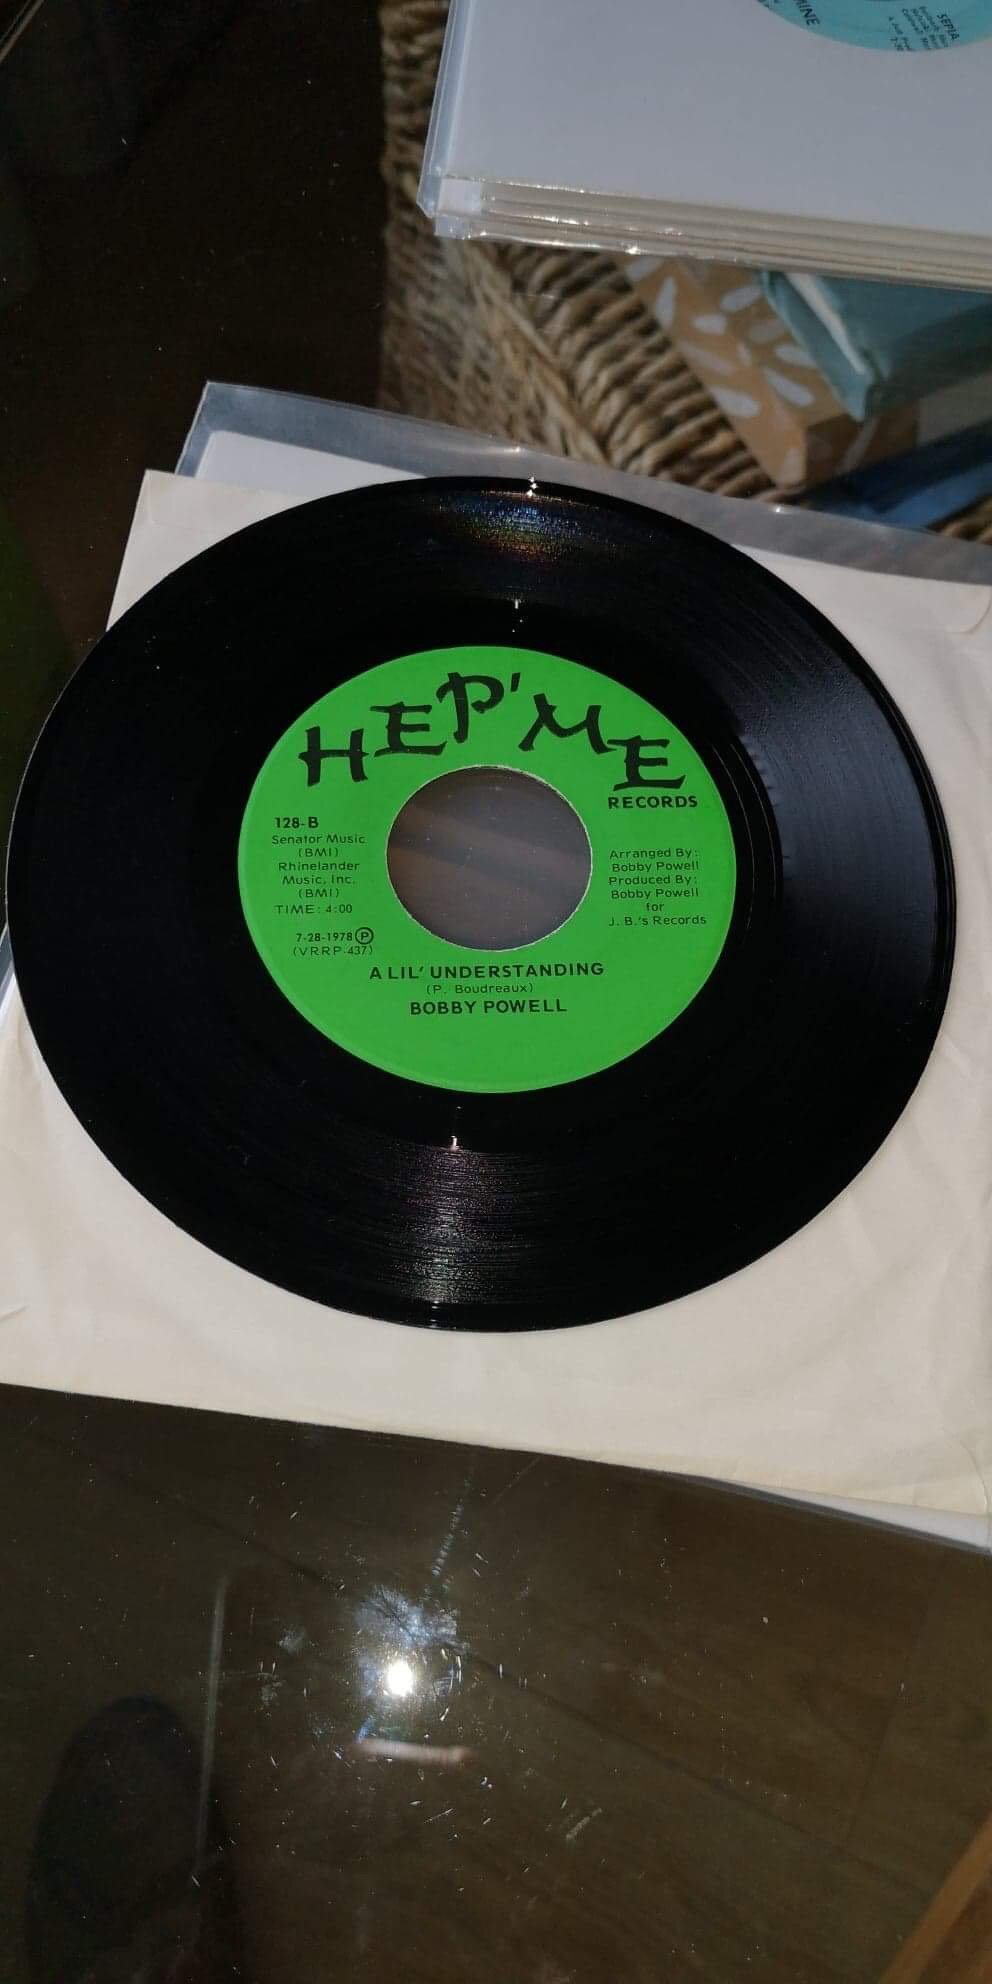 SEPIA
HEP' ME
RECORDS
128-B
Senator Music
(BMI)
Rhinelander
Music, Inc.
(BMI)
TIME: 4:00
7-28-1978 Ⓟ
(VRRP-437)
Arranged By:
Bobby Powell
Produced By:
Bobby Powell
for
J. B.'s Records
A LIL' UNDERSTANDING
(P. Boudreaux)
BOBBY POWELL